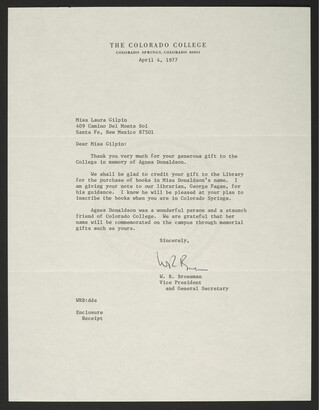 THE COLORADO COLLEGE
COLORADO SPRINGS, COLORADO 80903
April 4, 1977
Miss Laura Gilpin
409 Camino Del Monte Sol
Santa Fe, New Mexico 87501
Dear Miss Gilpin:
Thank you very much for your generous gift to the
College in memory of Agnes Donaldson.
We shall be glad to credit your gift to the Library
for the purchase of books in Miss Donaldson's name. I
am giving your note to our librarian, George Fagan, for
his guidance. I know he will be pleased at your plan to
inscribe the books when you are in Colorado Springs.
Agnes Donaldson was a wonderful person and a staunch
friend of Colorado College. We are grateful that her
name will be commemorated on the campus through memorial
gifts such as yours.
Sincerely,
W. R. Brossman
Vice President
and General Secretary
WRB:dds
Enclosure
Receipt